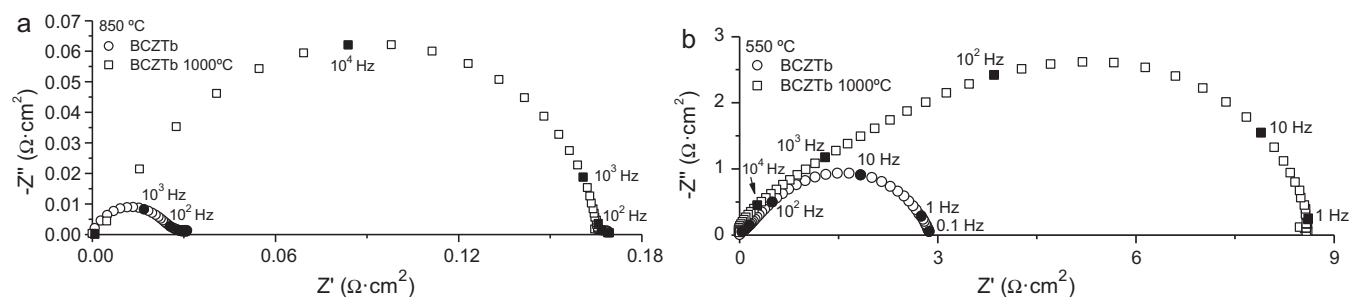 a
850 ºC
BCZTb
BCZTb 1000ºC
10⁴ Hz
10³ Hz
10³ Hz
10² Hz
10² Hz
0.07
0.06
0.05
0.04
0.03
0.02
0.01
0.00
-Z'' (Ω·cm²)
0.00
0.06
0.12
0.18
Z' (Ω·cm²)
b
550 ºC
BCZTb
BCZTb 1000ºC
10² Hz
10 Hz
10³ Hz
10 Hz
10⁴ Hz
10² Hz
1 Hz
0.1 Hz
1 Hz
3
2
1
0
-Z'' (Ω·cm²)
0
3
6
9
Z' (Ω·cm²)